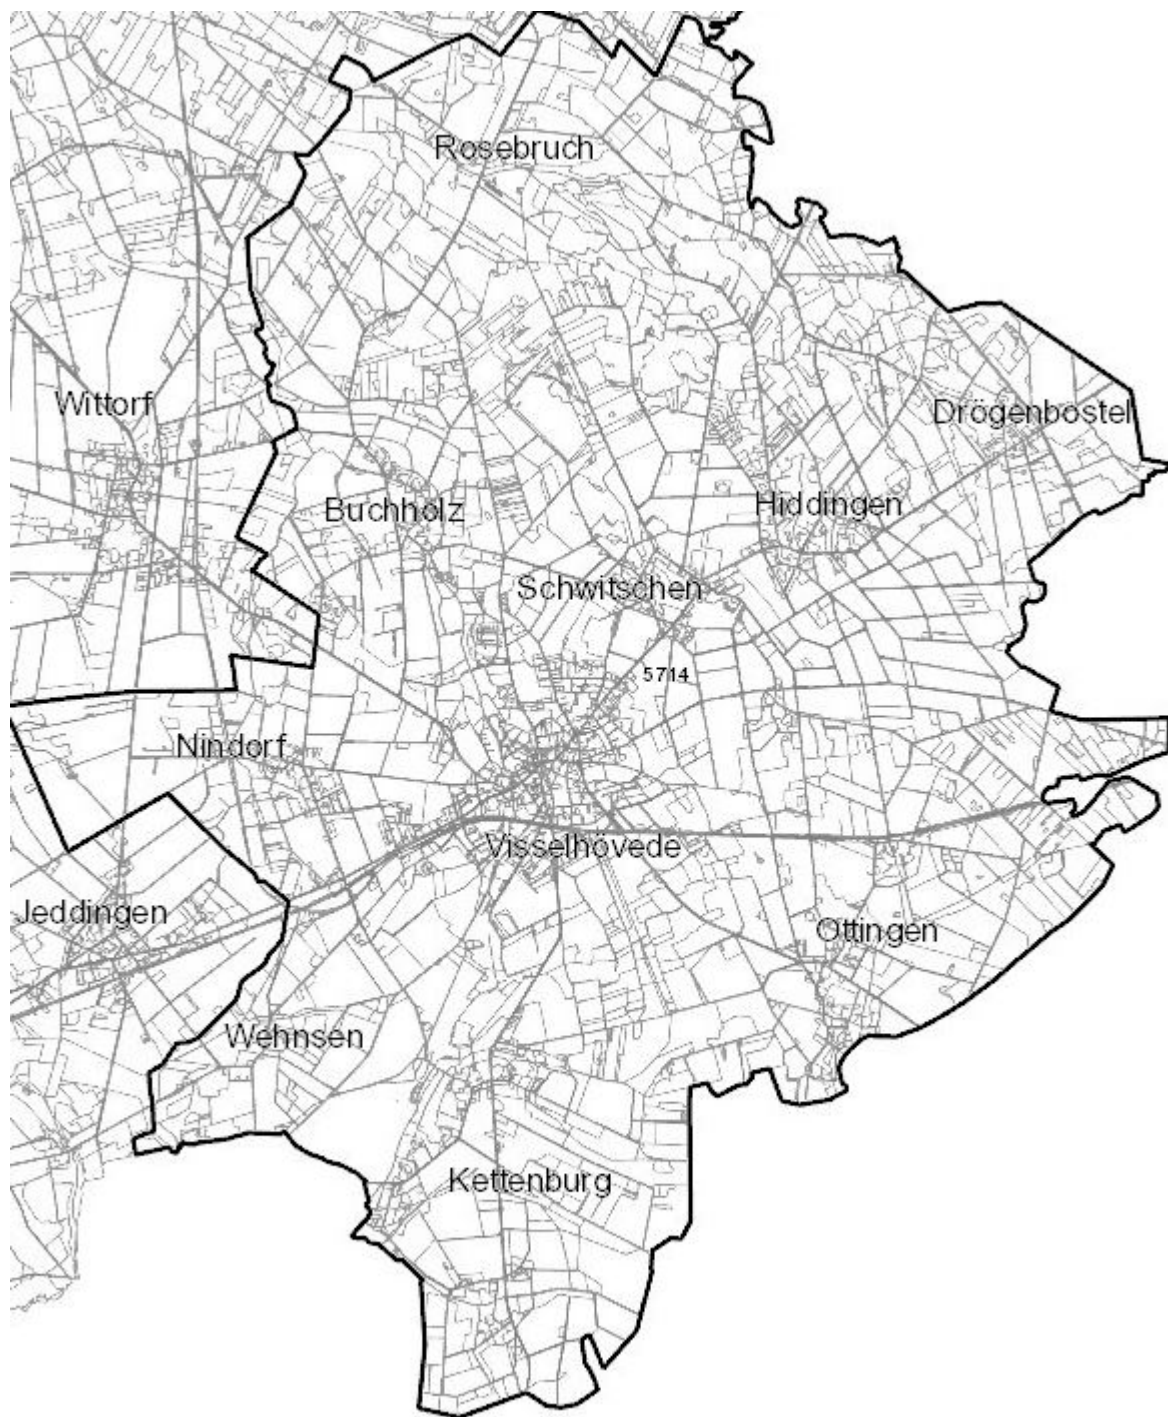 Rosebruch
Wittorf
Drögenbostel
Buchholz
Hiddingen
Schwitschen
5714
Nindorf
Visselhövede
Jeddingen
Ottingen
Wehnsen
Kettenburg